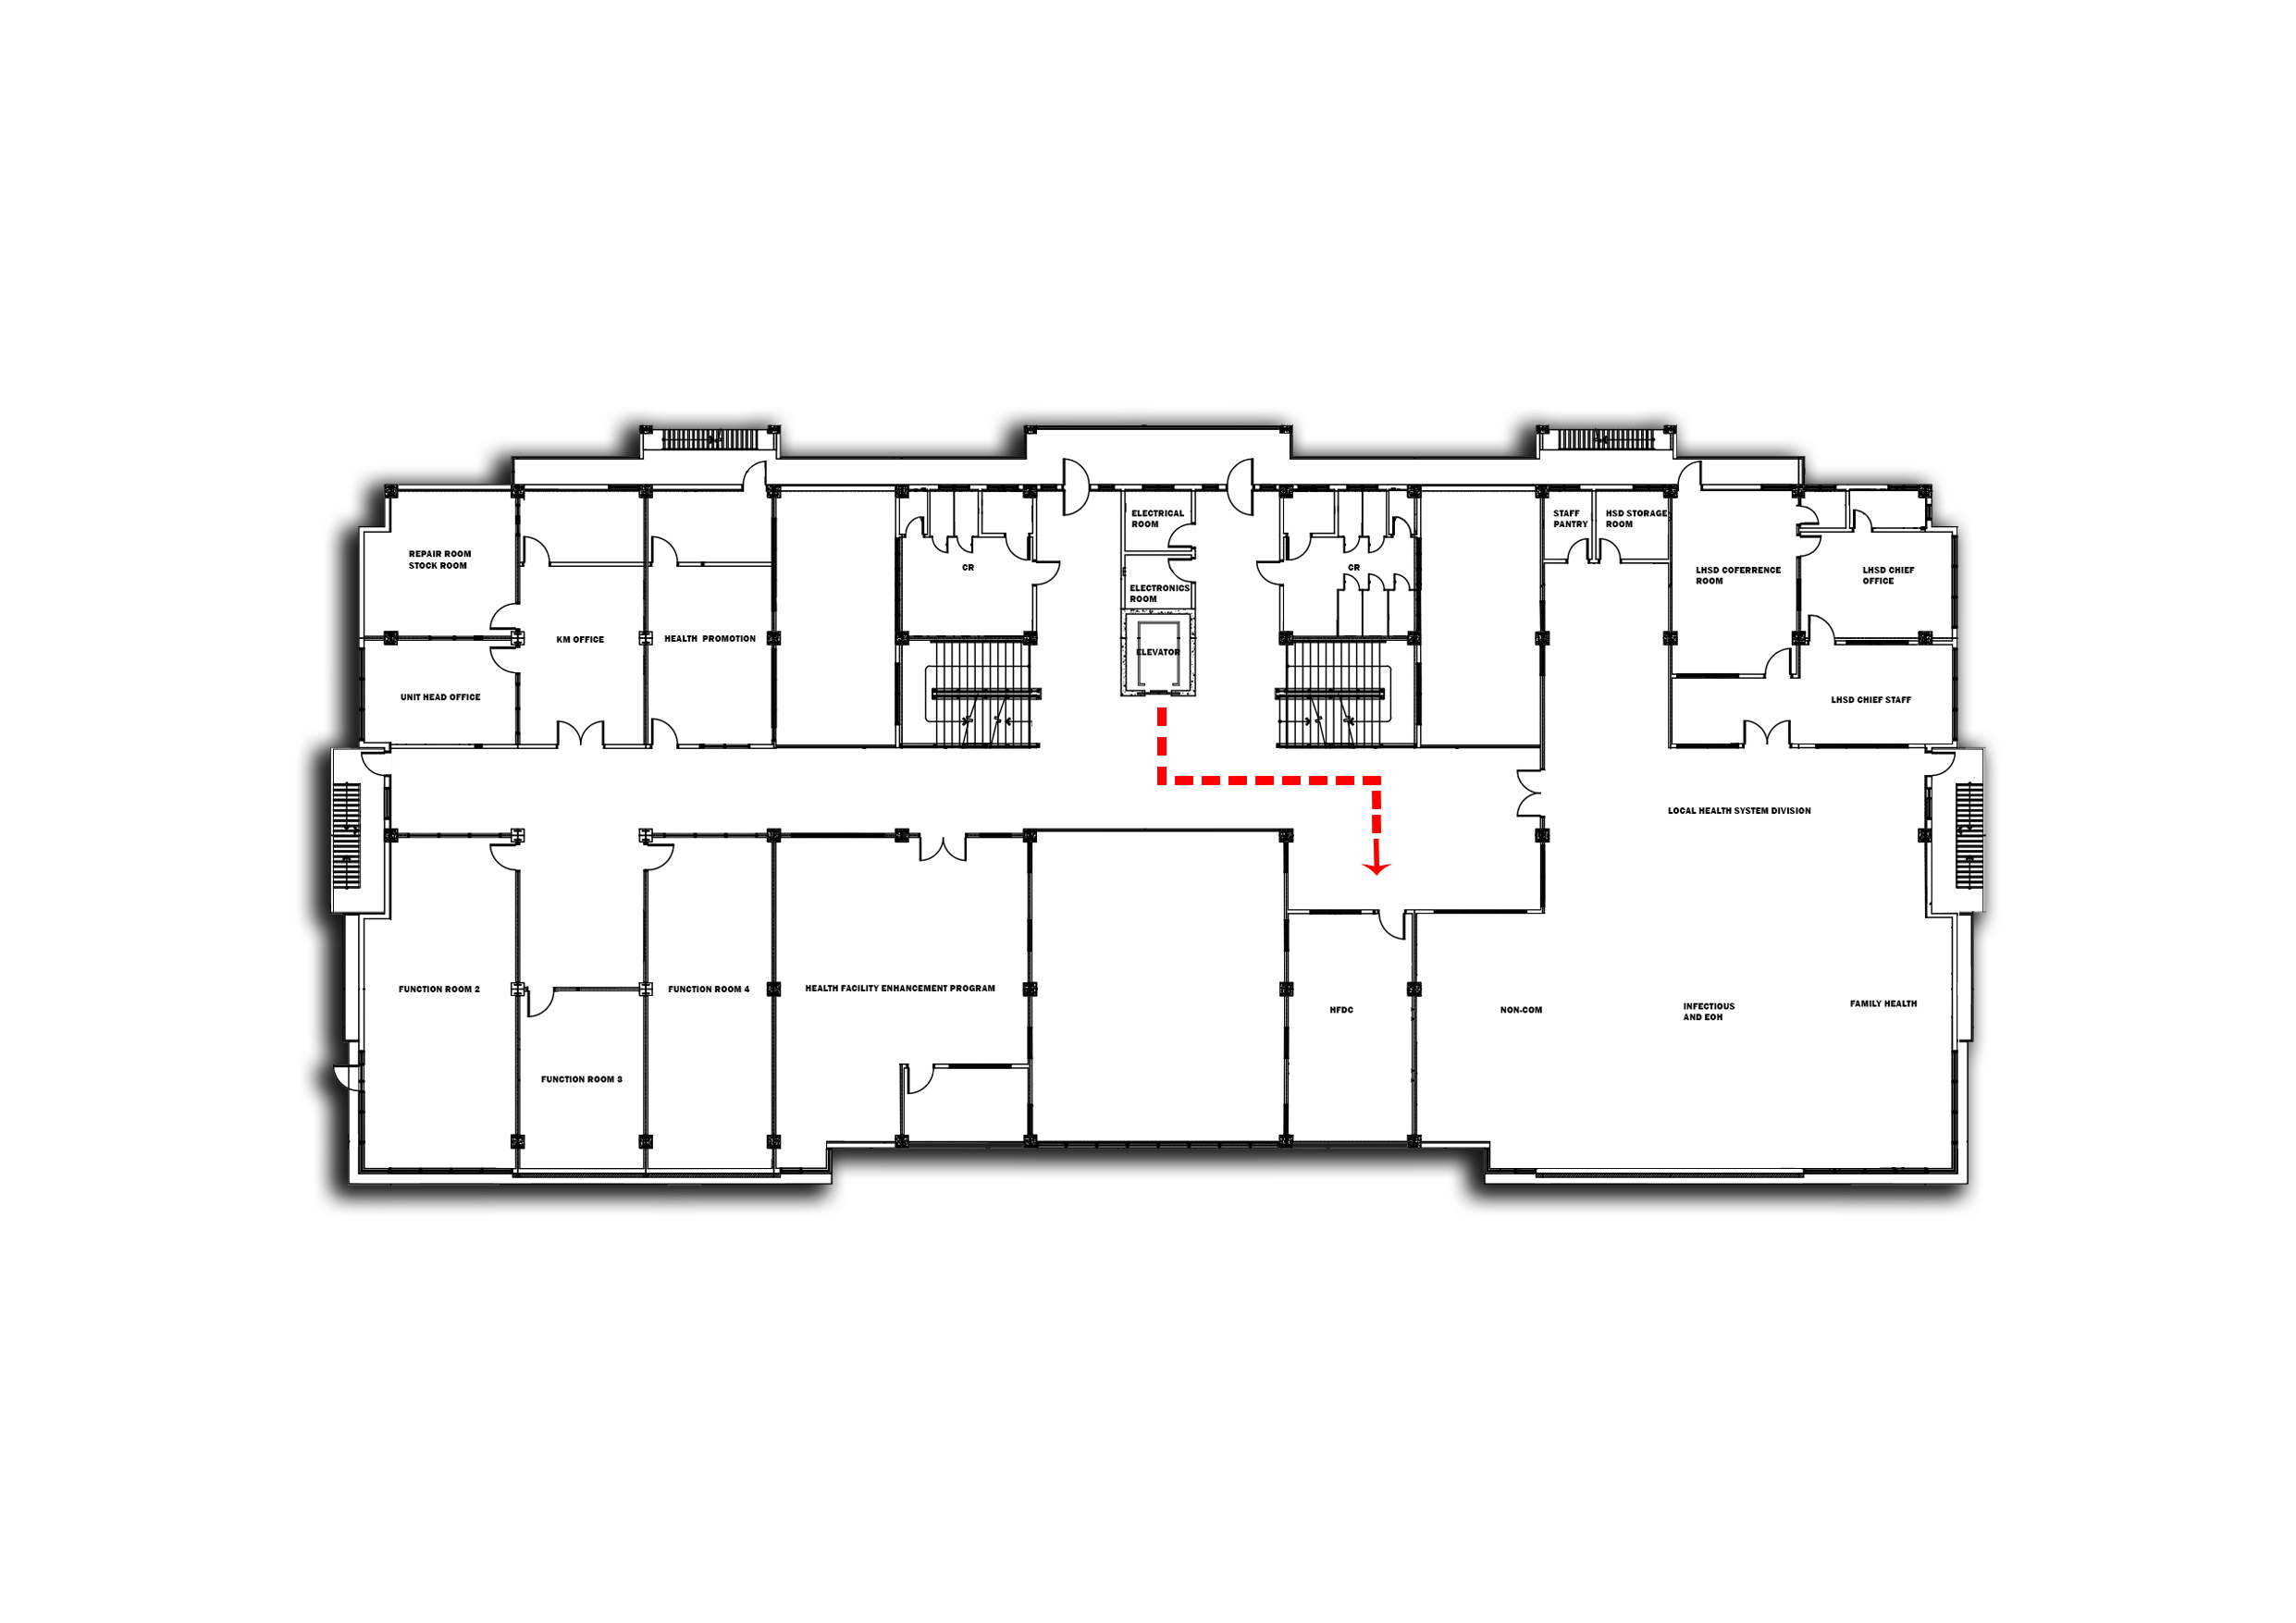 ELECTRICAL
ROOM
STAFF
PANTRY
HSD STORAGE
ROOM
REPAIR ROOM
STOCK ROOM
CR
ELECTRONICS
ROOM
CR
LHSD COFERRENCE
ROOM
LHSD CHIEF
OFFICE
KM OFFICE
HEALTH PROMOTION
ELEVATOR
UNIT HEAD OFFICE
LHSD CHIEF STAFF
LOCAL HEALTH SYSTEM DIVISION
FUNCTION ROOM 2
FUNCTION ROOM 4
HEALTH FACILITY ENHANCEMENT PROGRAM
HFDC
NON-COM
INFECTIOUS
AND EOH
FAMILY HEALTH
FUNCTION ROOM 3